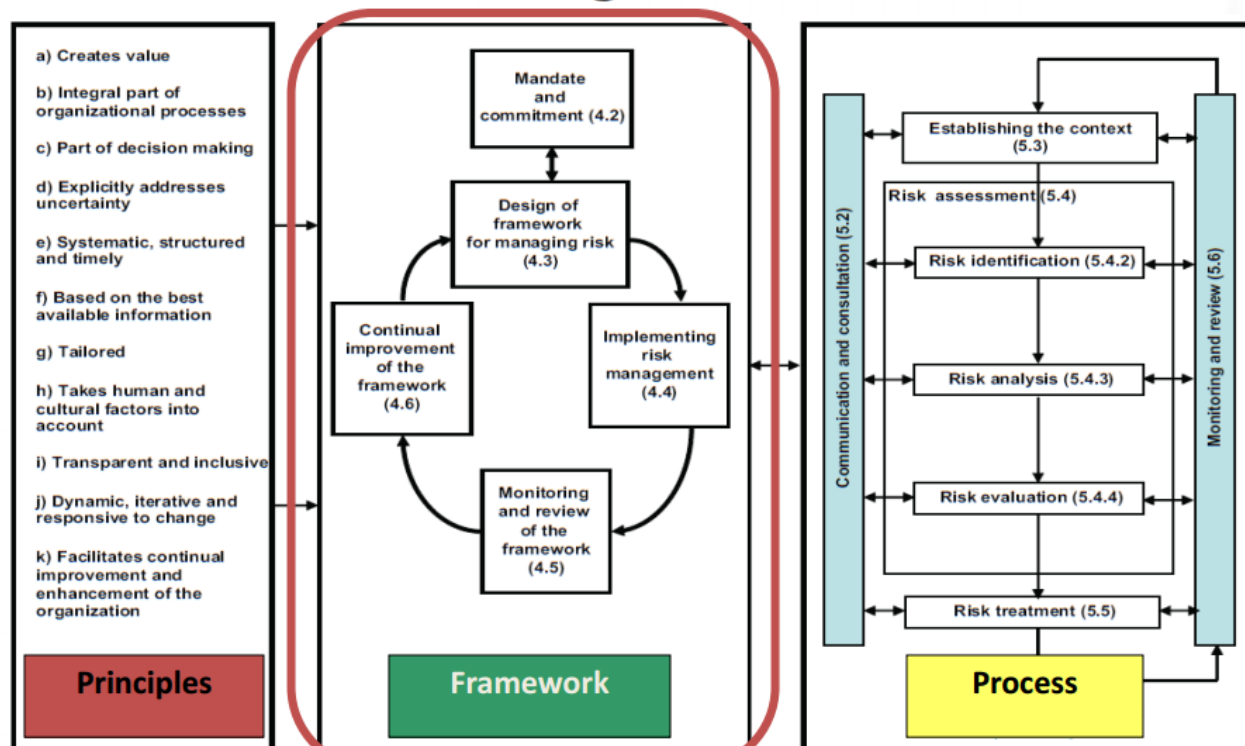 a) Creates value
b) Integral part of
organizational processes
c) Part of decision making
d) Explicitly addresses
uncertainty
e) Systematic, structured
and timely
f) Based on the best
available information
g) Tailored
h) Takes human and
cultural factors into
account
i) Transparent and inclusive
j) Dynamic, iterative and
responsive to change
k) Facilitates continual
improvement and
enhancement of the
organization
Principles
Mandate
and
commitment (4.2)
Design of
framework
for managing risk
(4.3)
Continual
improvement
of the
framework
(4.6)
Implementing
risk
management
(4.4)
Monitoring
and review
of the
framework
(4.5)
Framework
Communication and consultation (5.2)
Establishing the context
(5.3)
Risk assessment (5.4)
Risk identification (5.4.2)
Risk analysis (5.4.3)
Risk evaluation (5.4.4)
Risk treatment (5.5)
Monitoring and review (5.6)
Process